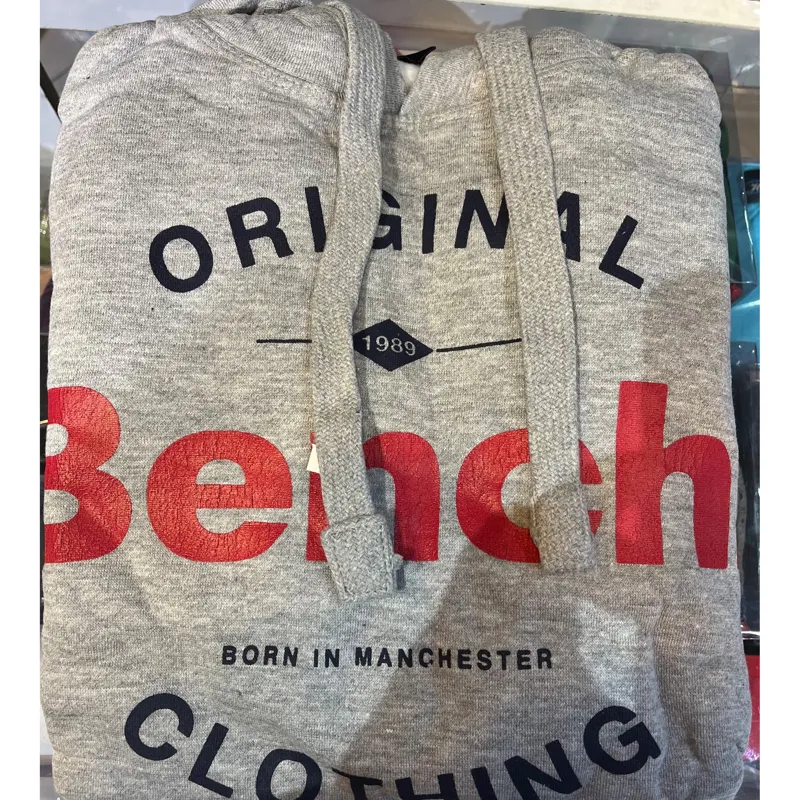 ORIGINAL
1989
Bench
BORN IN MANCHESTER
CLOTHING